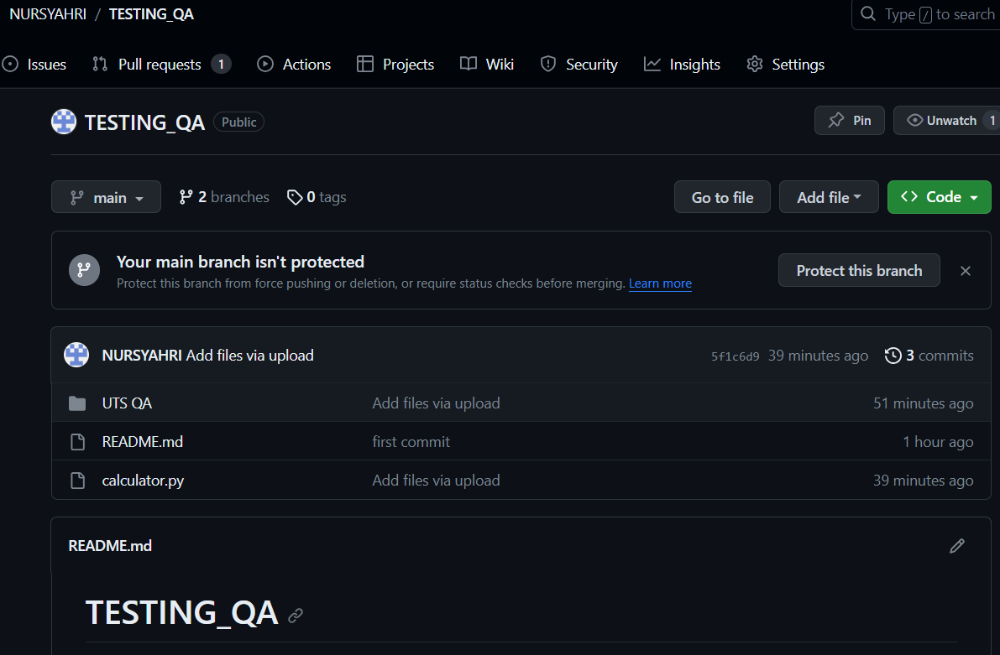 NURSYAHRI / TESTING_QA
Type / to search
Issues Pull requests 1 Actions Projects Wiki Security Insights Settings
TESTING_QA Public
Pin Unwatch 1
main 2 branches 0 tags
Go to file Add file Code
Your main branch isn't protected
Protect this branch from force pushing or deletion, or require status checks before merging. Learn more
Protect this branch
NURSYAHRI Add files via upload 5f1c6d9 39 minutes ago 3 commits
UTS QA Add files via upload 51 minutes ago
README.md first commit 1 hour ago
calculator.py Add files via upload 39 minutes ago
README.md
TESTING_QA